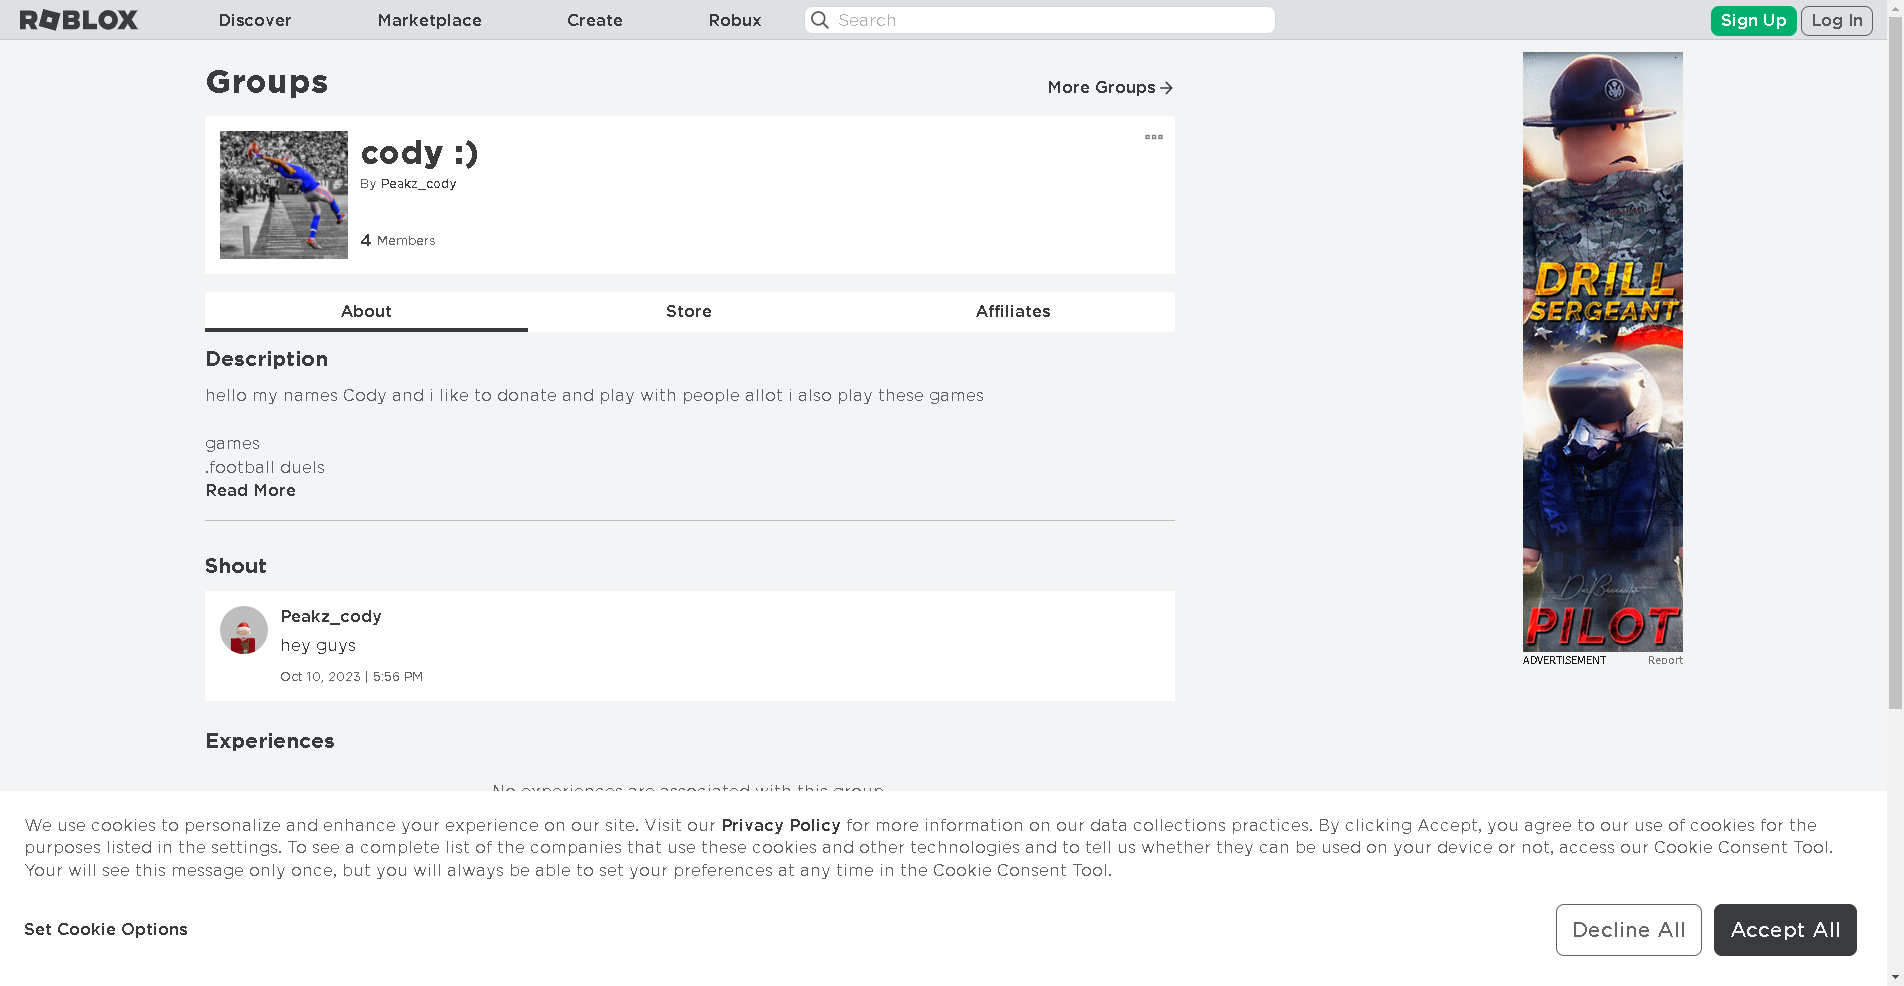 ROBLOX
Discover
Marketplace
Create
Robux
Search
Sign Up
Log In
Groups
More Groups
cody :)
By Peakz_cody
4 Members
About
Store
Affiliates
Description
hello my names Cody and i like to donate and play with people allot i also play these games
games
.football duels
Read More
Shout
Peakz_cody
hey guys
Oct 10, 2023 | 5:56 PM
Experiences
No experiences are associated with this group
DRILL
SERGEANT
PILOT
ADVERTISEMENT
Report
We use cookies to personalize and enhance your experience on our site. Visit our Privacy Policy for more information on our data collections practices. By clicking Accept, you agree to our use of cookies for the
purposes listed in the settings. To see a complete list of the companies that use these cookies and other technologies and to tell us whether they can be used on your device or not, access our Cookie Consent Tool.
Your will see this message only once, but you will always be able to set your preferences at any time in the Cookie Consent Tool.
Set Cookie Options
Decline All
Accept All